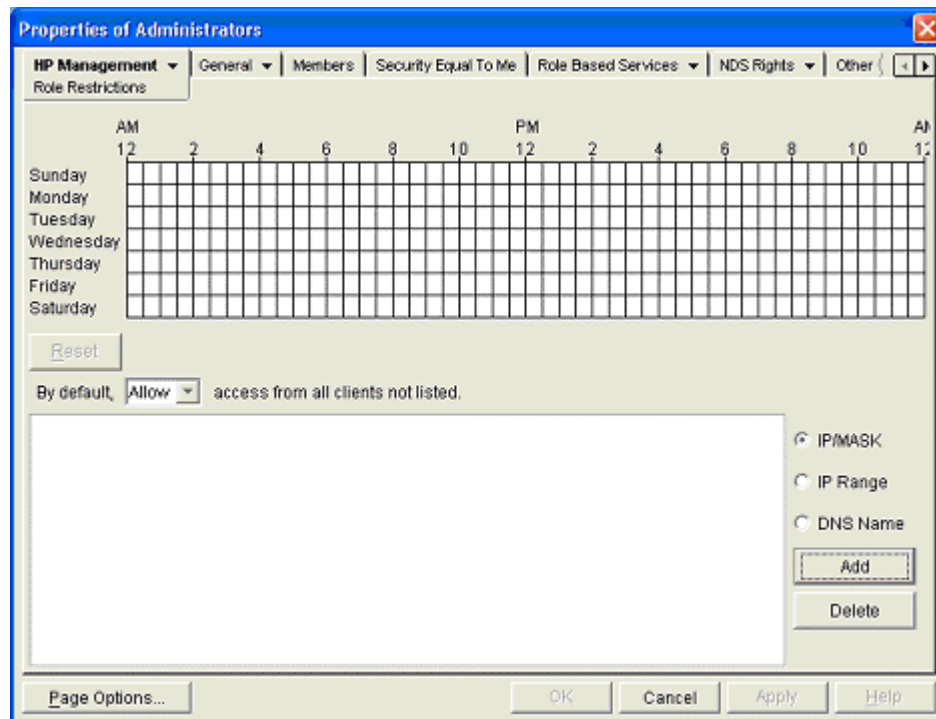 Properties of Administrators
HP Management General Members Security Equal To Me Role Based Services NDS Rights Other
Role Restrictions
AM PM AM
12 2 4 6 8 10 12 2 4 6 8 10 12
Sunday
Monday
Tuesday
Wednesday
Thursday
Friday
Saturday
Reset
By default, Allow access from all clients not listed.
IP/MASK
IP Range
DNS Name
Add
Delete
Page Options... OK Cancel Apply Help